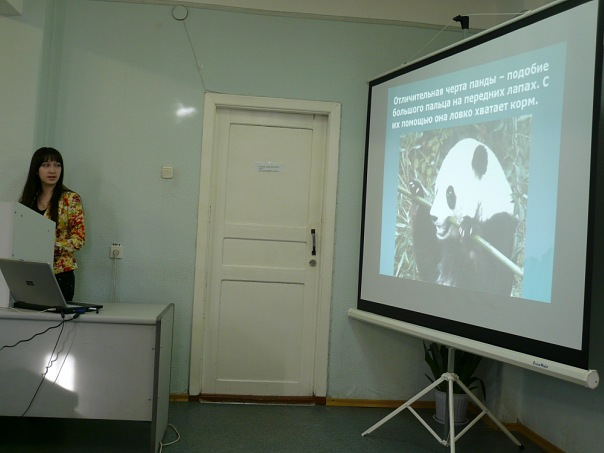 Отличительная черта панды – подобие
большого пальца на передних лапах. С
их помощью она ловко хватает корм.